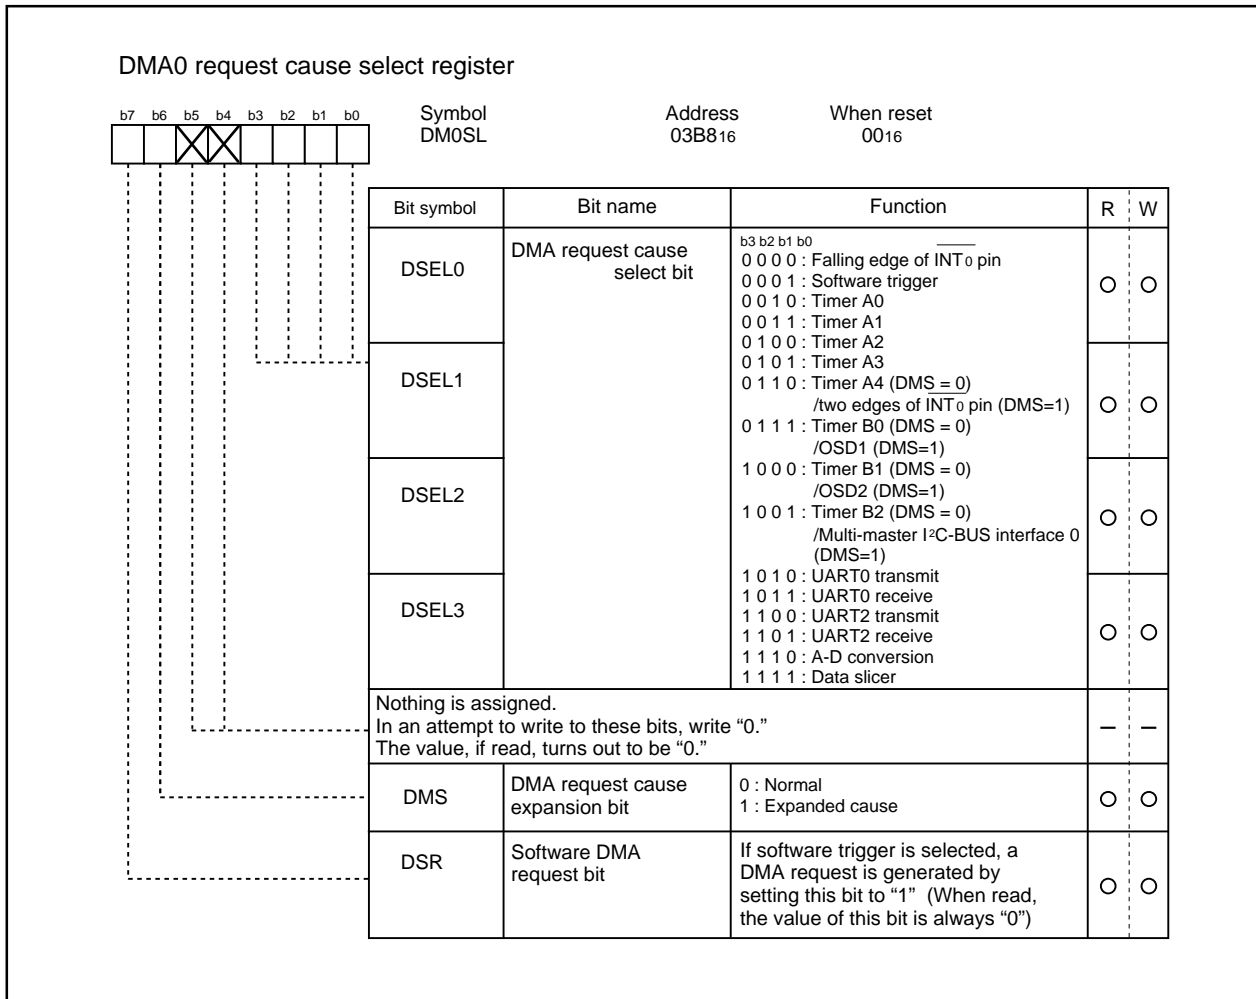 DMA0 request cause select register
b7 b6 b5 b4 b3 b2 b1 b0
Symbol Address When reset
DM0SL 03B816 0016
Bit symbol Bit name Function R W
DSEL0
DSEL1
DSEL2
DSEL3
DMA request cause
select bit
b3 b2 b1 b0
0 0 0 0 : Falling edge of INT0 pin
0 0 0 1 : Software trigger
0 0 1 0 : Timer A0
0 0 1 1 : Timer A1
0 1 0 0 : Timer A2
0 1 0 1 : Timer A3
0 1 1 0 : Timer A4 (DMS = 0)
/two edges of INT0 pin (DMS=1)
0 1 1 1 : Timer B0 (DMS = 0)
/OSD1 (DMS=1)
1 0 0 0 : Timer B1 (DMS = 0)
/OSD2 (DMS=1)
1 0 0 1 : Timer B2 (DMS = 0)
/Multi-master I2C-BUS interface 0
(DMS=1)
1 0 1 0 : UART0 transmit
1 0 1 1 : UART0 receive
1 1 0 0 : UART2 transmit
1 1 0 1 : UART2 receive
1 1 1 0 : A-D conversion
1 1 1 1 : Data slicer
Nothing is assigned.
In an attempt to write to these bits, write “0.”
The value, if read, turns out to be “0.”
– –
DMS
DMA request cause
expansion bit
0 : Normal
1 : Expanded cause
DSR
Software DMA
request bit
If software trigger is selected, a
DMA request is generated by
setting this bit to “1” (When read,
the value of this bit is always “0”)